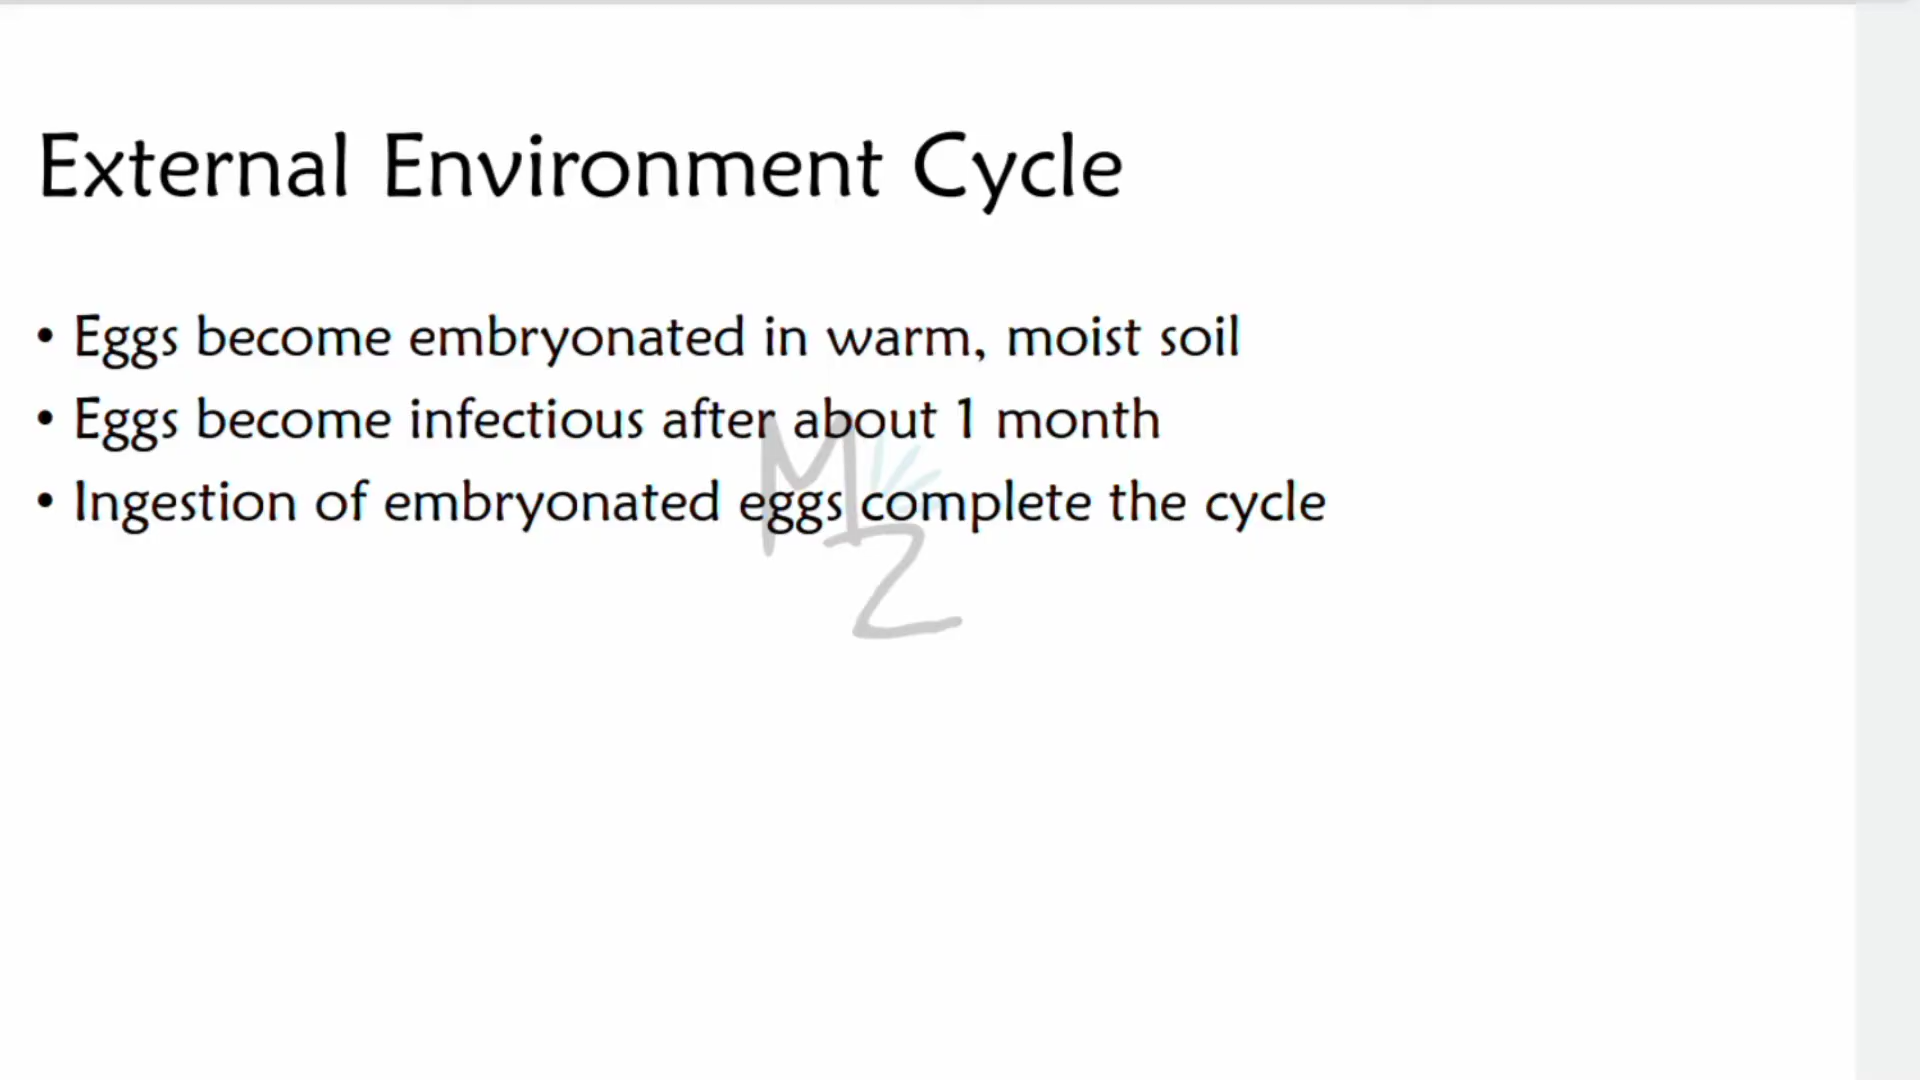 External Environment Cycle
• Eggs become embryonated in warm, moist soil
• Eggs become infectious after about 1 month
• Ingestion of embryonated eggs complete the cycle
MZ